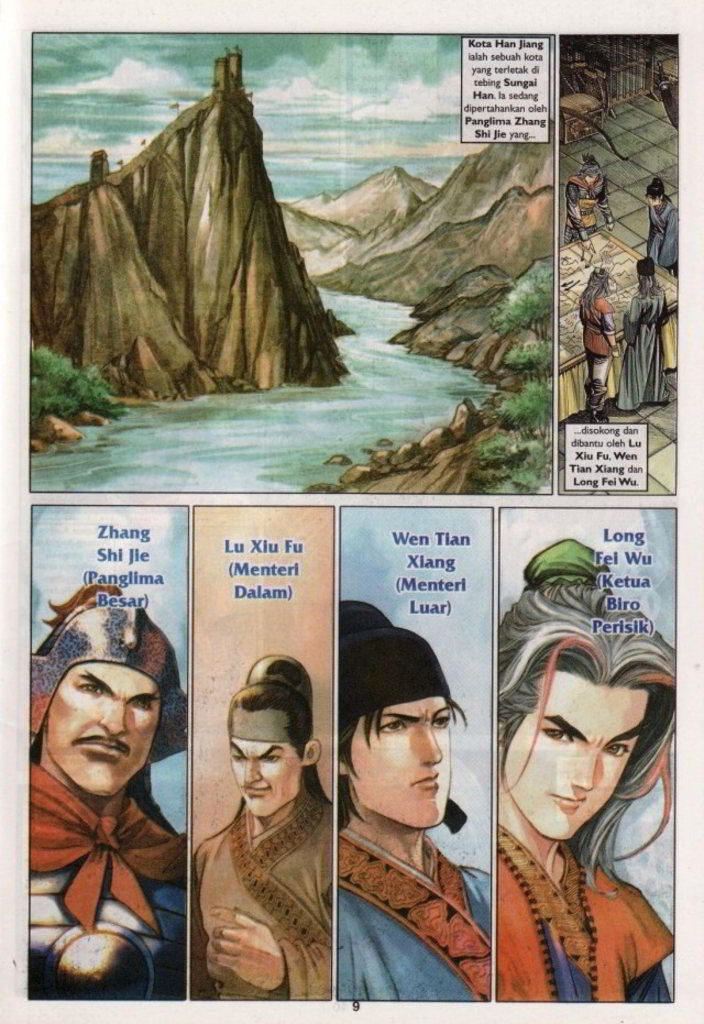 Kota Han Jiang
ialah sebuah kota
yang terletak di
tebing Sungai
Han. Ia sedang
dipertahankan oleh
Panglima Zhang
Shi Jie yang...
...disokong dan
dibantu oleh Lu
Xiu Fu, Wen
Tian Xiang dan
Long Fei Wu.
Zhang
Shi Jie
(Panglima
Besar)
Lu Xiu Fu
(Menteri
Dalam)
Wen Tian
Xiang
(Menteri
Luar)
Long
Fei Wu
(Ketua
Biro
Perisik)
9